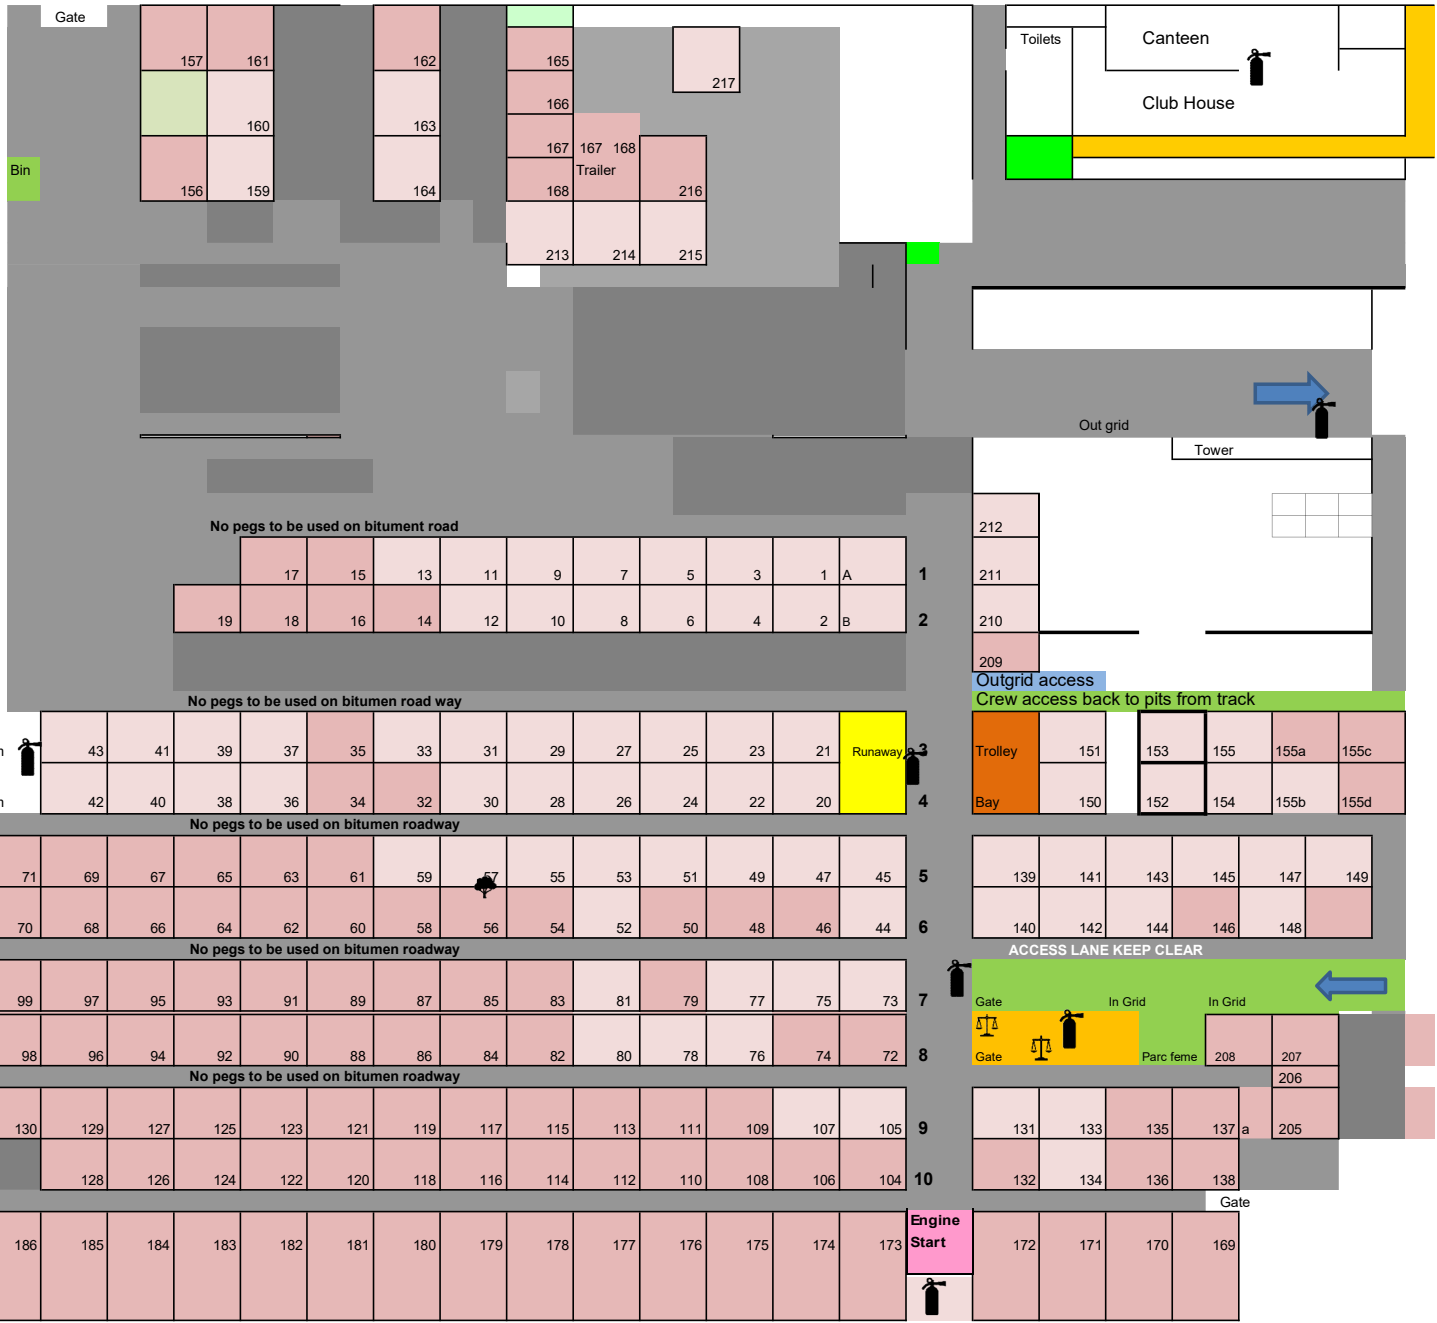 Gate
157 161 162 165 217 Toilets Canteen
160 163 166 Club House
167 167 168
Bin Trailer
156 159 164 168 216
213 214 215
Out grid
Tower
No pegs to be used on bitument road
212
17 15 13 11 9 7 5 3 1 A 1 211
19 18 16 14 12 10 8 6 4 2 B 2 210
209
Outgrid access
No pegs to be used on bitumen road way Crew access back to pits from track
43 41 39 37 35 33 31 29 27 25 23 21 Runaway 3 Trolley 151 153 155 155a 155c
42 40 38 36 34 32 30 28 26 24 22 20 4 Bay 150 152 154 155b 155d
No pegs to be used on bitumen roadway
71 69 67 65 63 61 59 57 55 53 51 49 47 45 5 139 141 143 145 147 149
70 68 66 64 62 60 58 56 54 52 50 48 46 44 6 140 142 144 146 148
No pegs to be used on bitumen roadway ACCESS LANE KEEP CLEAR
99 97 95 93 91 89 87 85 83 81 79 77 75 73 7 Gate In Grid In Grid
98 96 94 92 90 88 86 84 82 80 78 76 74 72 8 Gate Parc feme 208 207
No pegs to be used on bitumen roadway 206
130 129 127 125 123 121 119 117 115 113 111 109 107 105 9 131 133 135 137 a 205
128 126 124 122 120 118 116 114 112 110 108 106 104 10 132 134 136 138
Gate
Engine
Start
186 185 184 183 182 181 180 179 178 177 176 175 174 173 172 171 170 169